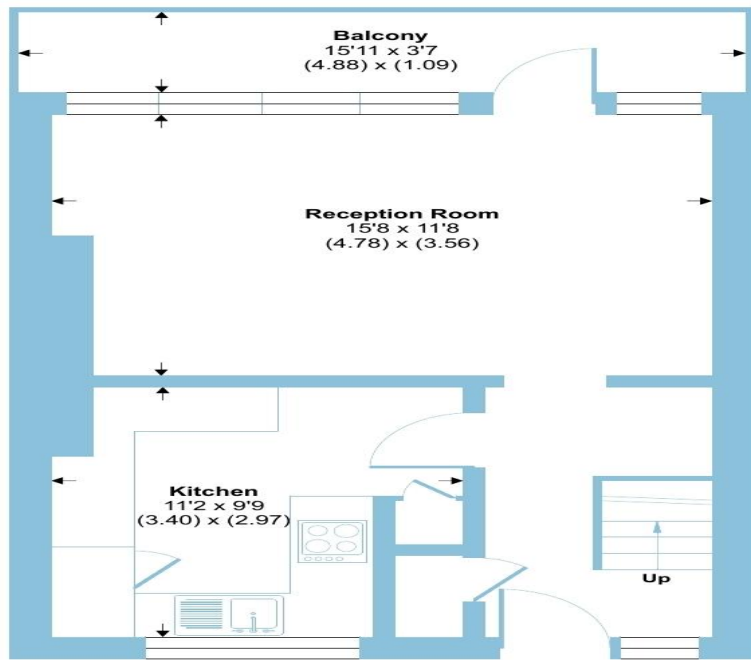 Balcony
15'11 x 3'7
(4.88) x (1.09)
Reception Room
15'8 x 11'8
(4.78) x (3.56)
Kitchen
11'2 x 9'9
(3.40) x (2.97)
Up